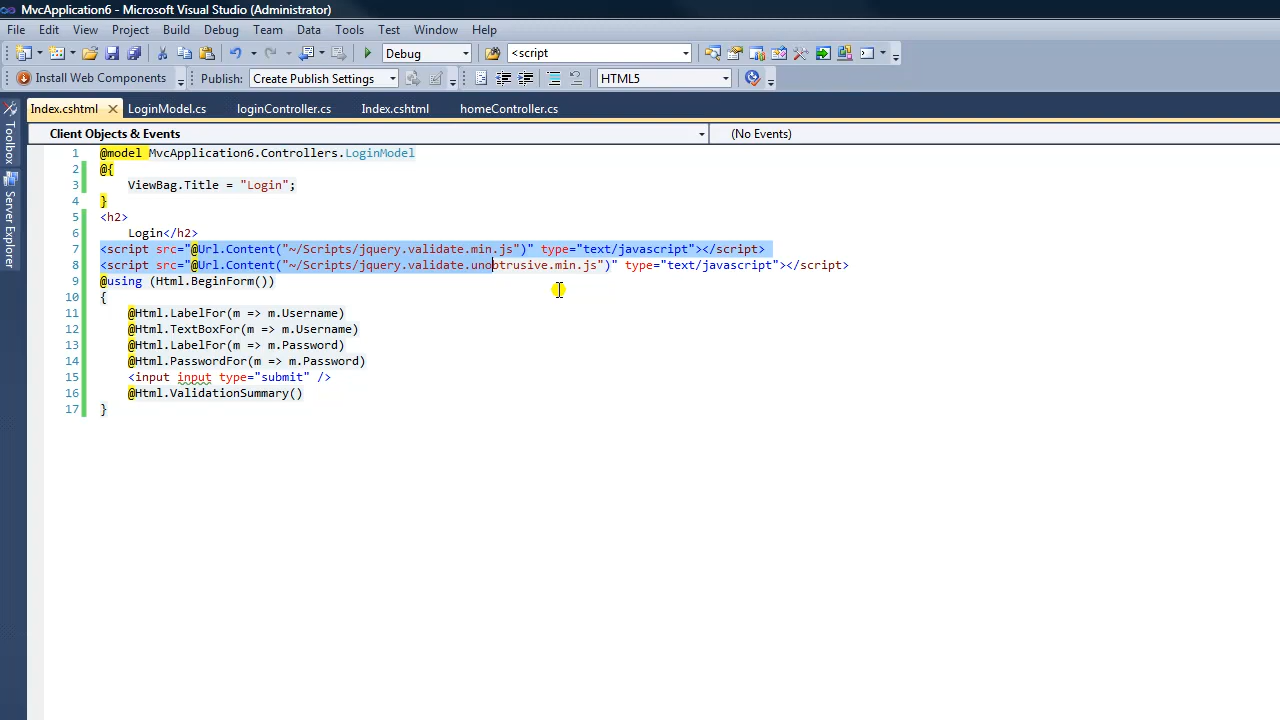 MvcApplication6 - Microsoft Visual Studio (Administrator)
File Edit View Project Build Debug Team Data Tools Test Window Help
Debug <script
Install Web Components Publish: Create Publish Settings HTML5
Index.cshtml LoginModel.cs loginController.cs Index.cshtml homeController.cs
Toolbox
Server Explorer
Client Objects & Events (No Events)
1 @model MvcApplication6.Controllers.LoginModel
2 @{
3 ViewBag.Title = "Login";
4 }
5 <h2>
6 Login</h2>
7 <script src="@Url.Content("~/Scripts/jquery.validate.min.js")" type="text/javascript"></script>
8 <script src="@Url.Content("~/Scripts/jquery.validate.unobtrusive.min.js")" type="text/javascript"></script>
9 @using (Html.BeginForm())
10 {
11 @Html.LabelFor(m => m.Username)
12 @Html.TextBoxFor(m => m.Username)
13 @Html.LabelFor(m => m.Password)
14 @Html.PasswordFor(m => m.Password)
15 <input input type="submit" />
16 @Html.ValidationSummary()
17 }